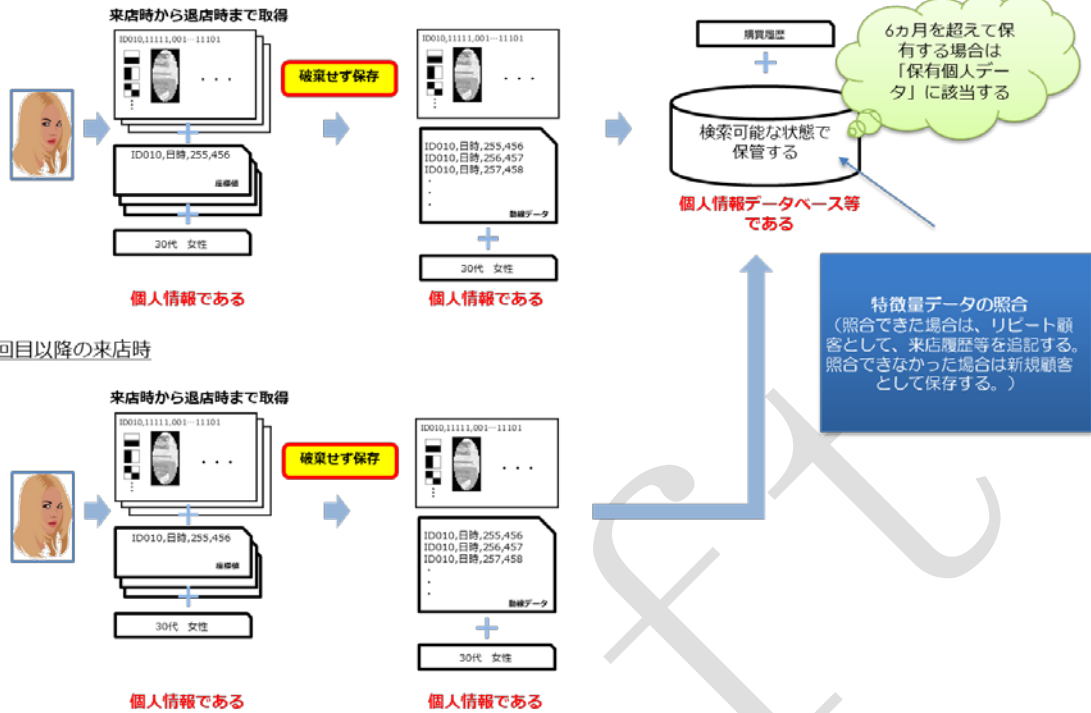 来店時から退店時まで取得
ID010,11111,001…11101
・・・
ID010,日時,255,456
座標値
30代 女性
個人情報である
破棄せず保存
ID010,11111,001…11101
・・・
ID010,日時,255,456
ID010,日時,256,457
ID010,日時,257,458
・
・
・
動線データ
30代 女性
個人情報である
購買履歴
検索可能な状態で
保管する
個人情報データベース等
である
6ヵ月を超えて保
有する場合は
「保有個人デー
タ」に該当する
特徴量データの照合
(照合できた場合は、リピート顧
客として、来店履歴等を追記する。
照合できなかった場合は新規顧客
として保存する。)
回目以降の来店時
来店時から退店時まで取得
ID010,11111,001…11101
・・・
ID010,日時,255,456
座標値
30代 女性
個人情報である
破棄せず保存
ID010,11111,001…11101
・・・
ID010,日時,255,456
ID010,日時,256,457
ID010,日時,257,458
・
・
・
動線データ
30代 女性
個人情報である
ft